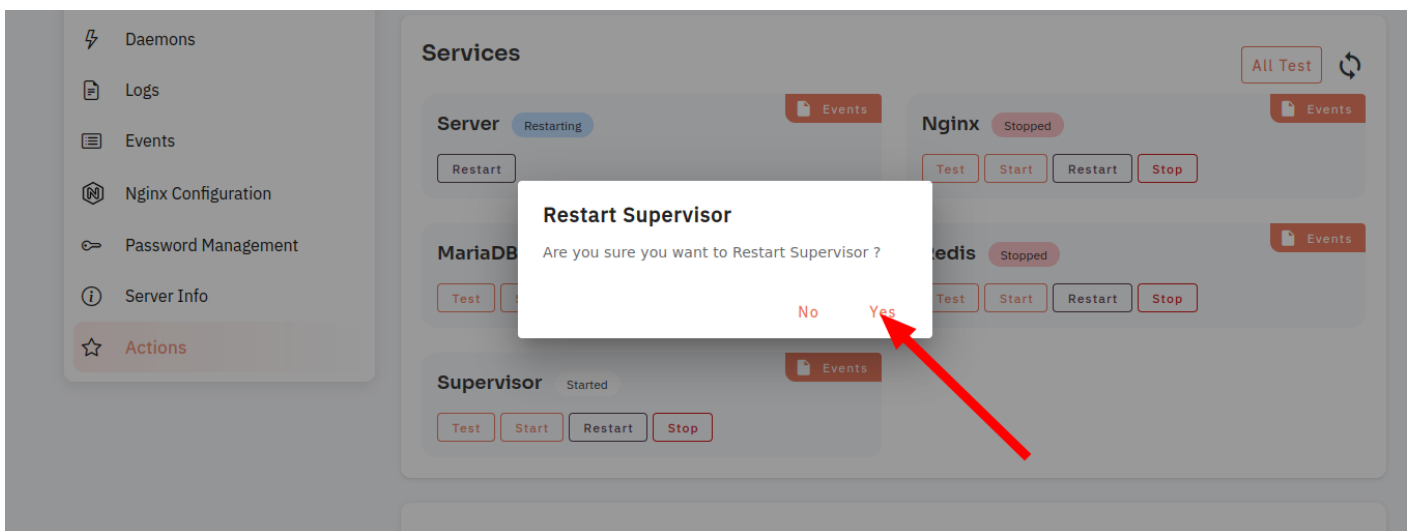 Daemons
Logs
Events
Nginx Configuration
Password Management
Server Info
Actions
Services
All Test
Server Restarting
Events
Restart
Nginx Stopped
Events
Test Start Restart Stop
Restart Supervisor
Are you sure you want to Restart Supervisor ?
No Yes
MariaDB
Test
edis Stopped
Events
Test Start Restart Stop
Supervisor Started
Events
Test Start Restart Stop